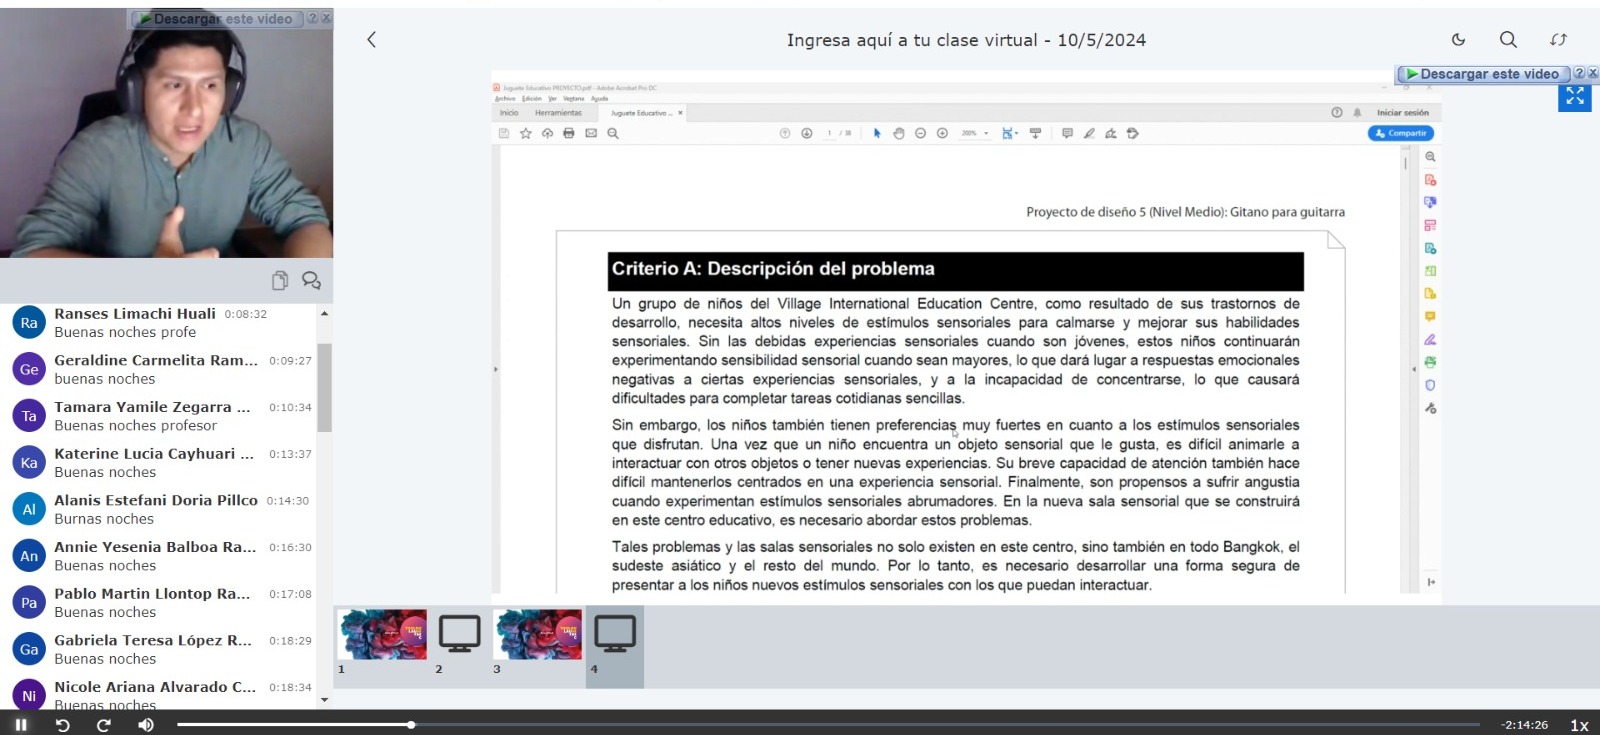 Descargar este video
Ingresa aquí a tu clase virtual - 10/5/2024
Descargar este video
Juguete Educativo PROYECTO.pdf - Adobe Acrobat Pro DC
Archivo Edición Ver Ventana Ayuda
Inicio Herramientas Juguete Educativo ... × Iniciar sesión
1 / 38 200% Compartir
Proyecto de diseño 5 (Nivel Medio): Gitano para guitarra
Criterio A: Descripción del problema
Un grupo de niños del Village International Education Centre, como resultado de sus trastornos de
desarrollo, necesita altos niveles de estímulos sensoriales para calmarse y mejorar sus habilidades
sensoriales. Sin las debidas experiencias sensoriales cuando son jóvenes, estos niños continuarán
experimentando sensibilidad sensorial cuando sean mayores, lo que dará lugar a respuestas emocionales
negativas a ciertas experiencias sensoriales, y a la incapacidad de concentrarse, lo que causará
dificultades para completar tareas cotidianas sencillas.
Sin embargo, los niños también tienen preferencias muy fuertes en cuanto a los estímulos sensoriales
que disfrutan. Una vez que un niño encuentra un objeto sensorial que le gusta, es difícil animarle a
interactuar con otros objetos o tener nuevas experiencias. Su breve capacidad de atención también hace
difícil mantenerlos centrados en una experiencia sensorial. Finalmente, son propensos a sufrir angustia
cuando experimentan estímulos sensoriales abrumadores. En la nueva sala sensorial que se construirá
en este centro educativo, es necesario abordar estos problemas.
Tales problemas y las salas sensoriales no solo existen en este centro, sino también en todo Bangkok, el
sudeste asiático y el resto del mundo. Por lo tanto, es necesario desarrollar una forma segura de
presentar a los niños nuevos estímulos sensoriales con los que puedan interactuar.
Ra Ranses Limachi Huali 0:08:32
Buenas noches profe
Ge Geraldine Carmelita Ram... 0:09:27
buenas noches
Ta Tamara Yamile Zegarra ... 0:10:34
Buenas noches profesor
Ka Katerine Lucia Cayhuari ... 0:13:37
Buenas noches
Al Alanis Estefani Doria Pillco 0:14:30
Burnas noches
An Annie Yesenia Balboa Ra... 0:16:30
Buenas noches
Pa Pablo Martin Llontop Ra... 0:17:08
Buenas noches
Ga Gabriela Teresa López R... 0:18:29
Buenas noches
Ni Nicole Ariana Alvarado C... 0:18:34
Buenas noches
1 2 3 4
-2:14:26 1x